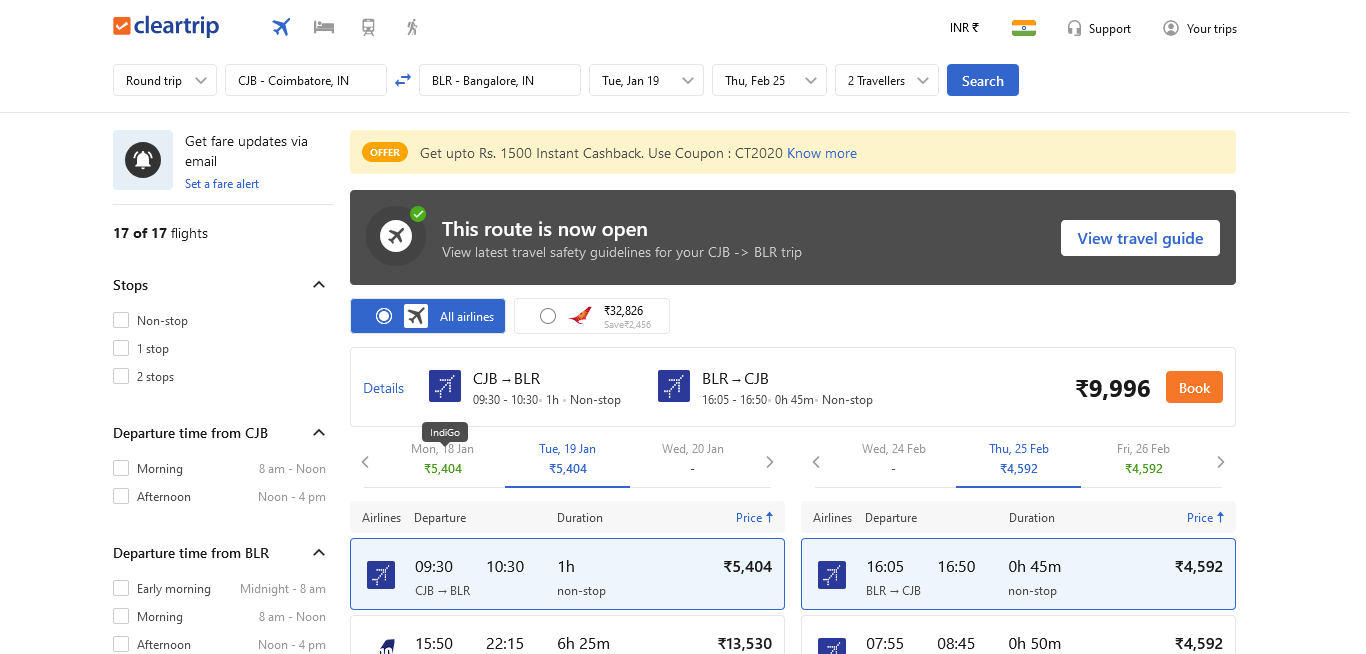 cleartrip
INR ₹
Support
Your trips
Round trip
CJB - Coimbatore, IN
BLR - Bangalore, IN
Tue, Jan 19
Thu, Feb 25
2 Travellers
Search
Get fare updates via
email
Set a fare alert
17 of 17 flights
Stops
Non-stop
1 stop
2 stops
Departure time from CJB
Morning 8 am - Noon
Afternoon Noon - 4 pm
Departure time from BLR
Early morning Midnight - 8 am
Morning 8 am - Noon
Afternoon Noon - 4 pm
OFFER Get upto Rs. 1500 Instant Cashback. Use Coupon : CT2020 Know more
This route is now open
View latest travel safety guidelines for your CJB -> BLR trip
View travel guide
All airlines
₹32,826
Save₹2,456
Details
CJB → BLR
09:30 - 10:30 • 1h • Non-stop
BLR → CJB
16:05 - 16:50 • 0h 45m • Non-stop
₹9,996
Book
IndiGo
Mon, 18 Jan
₹5,404
Tue, 19 Jan
₹5,404
Wed, 20 Jan
-
Wed, 24 Feb
-
Thu, 25 Feb
₹4,592
Fri, 26 Feb
₹4,592
Airlines Departure Duration Price ↑
09:30 10:30 1h ₹5,404
CJB → BLR non-stop
15:50 22:15 6h 25m ₹13,530
Airlines Departure Duration Price ↑
16:05 16:50 0h 45m ₹4,592
BLR → CJB non-stop
07:55 08:45 0h 50m ₹4,592